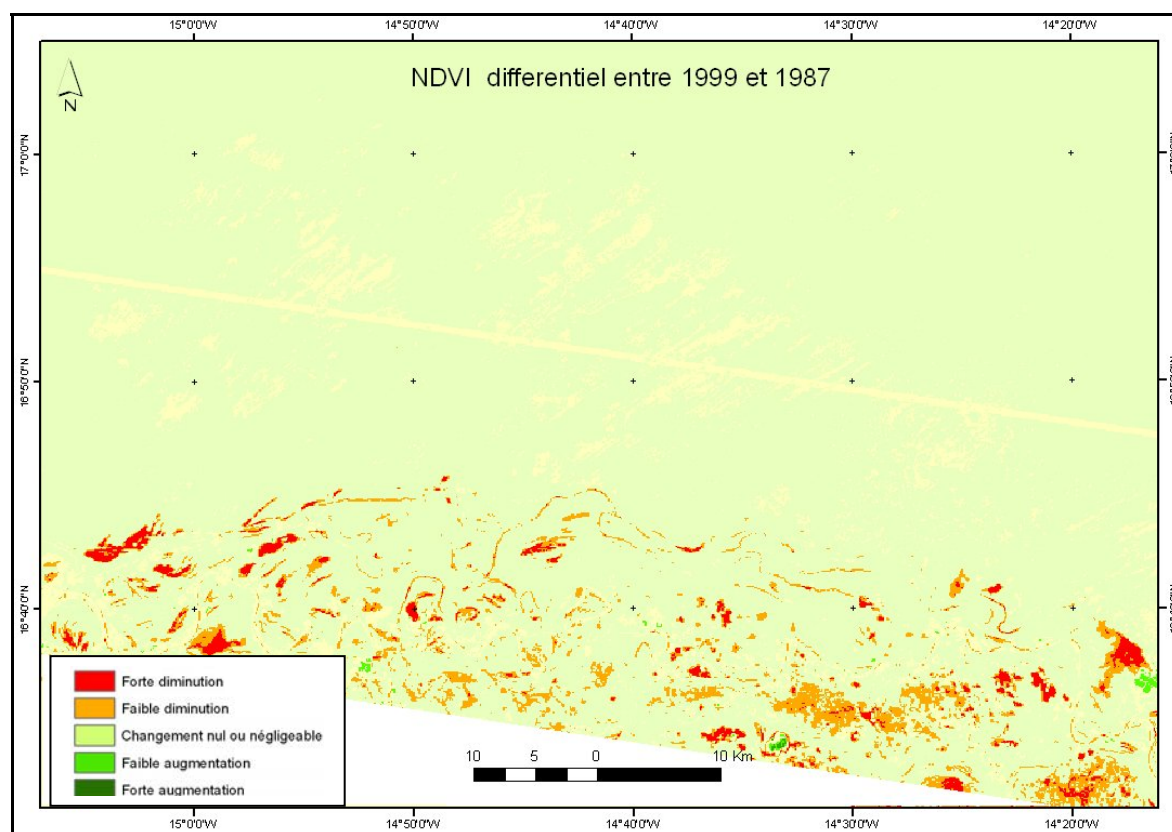 15°0'0"W 14°50'0"W 14°40'0"W 14°30'0"W 14°20'0"W
NDVI differentiel entre 1999 et 1987
N
17°0'0"N
16°50'0"N
16°40'0"N
Forte diminution
Faible diminution
Changement nul ou négligeable
Faible augmentation
Forte augmentation
10 5 0 10 Km
15°0'0"W 14°50'0"W 14°40'0"W 14°30'0"W 14°20'0"W